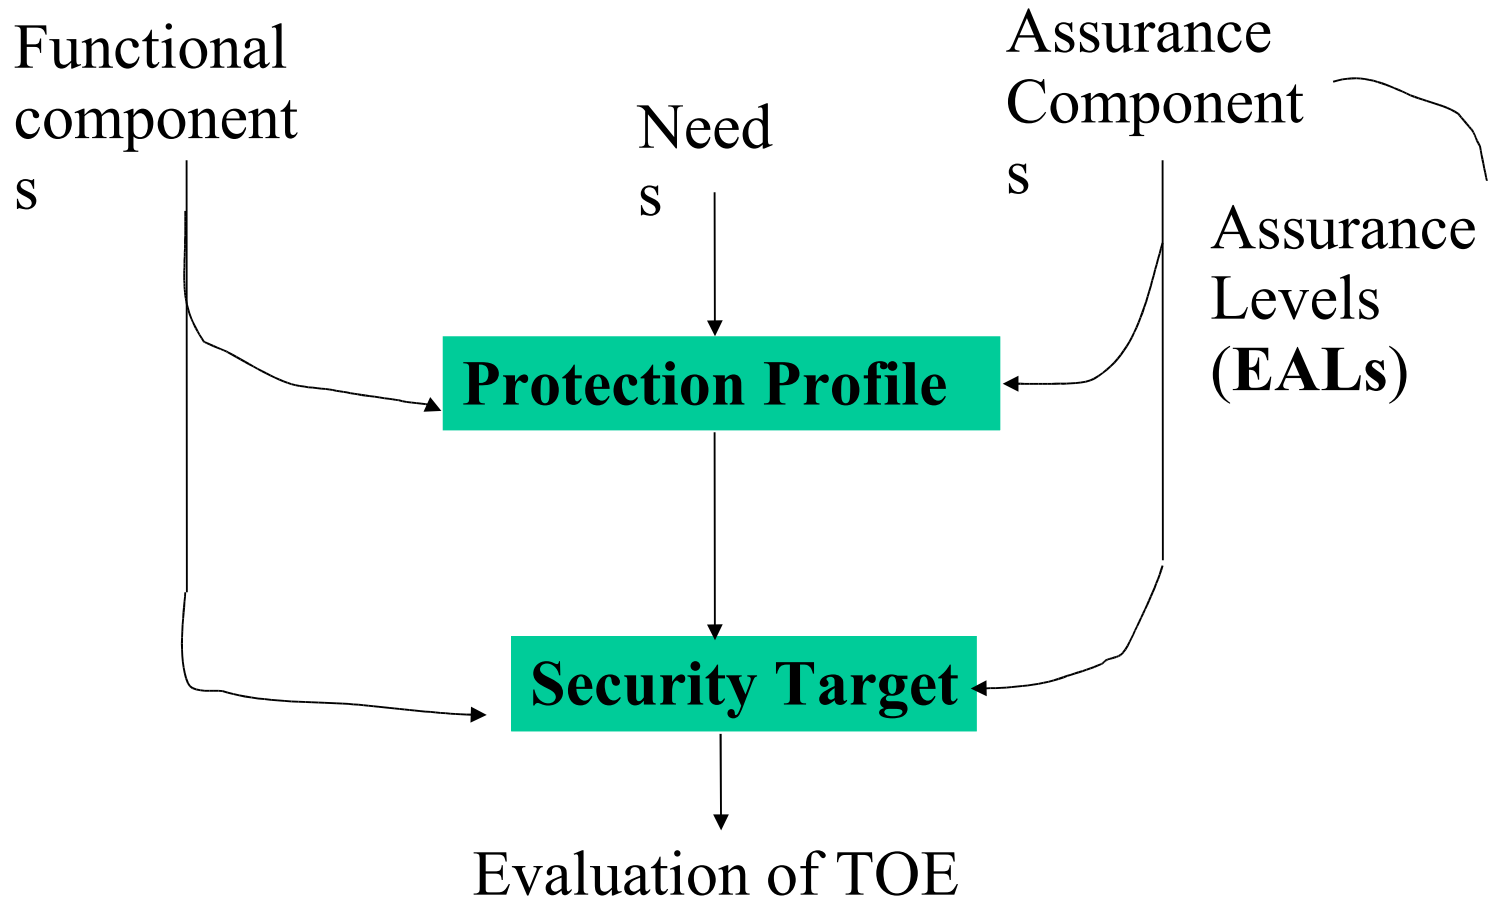 Functional
component
s
Need
s
Assurance
Component
s
Assurance
Levels
(EALs)
Protection Profile
Security Target
Evaluation of TOE